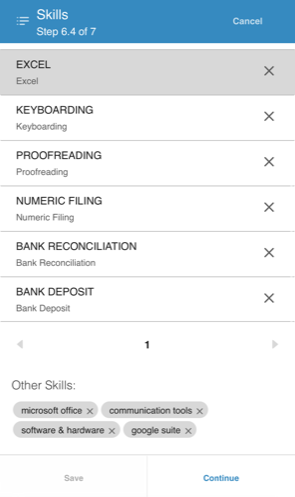 Skills
Cancel
Step 6.4 of 7
EXCEL
Excel
KEYBOARDING
Keyboarding
PROOFREADING
Proofreading
NUMERIC FILING
Numeric Filing
BANK RECONCILIATION
Bank Reconciliation
BANK DEPOSIT
Bank Deposit
1
Other Skills:
microsoft office communication tools
software & hardware google suite
Save Continue